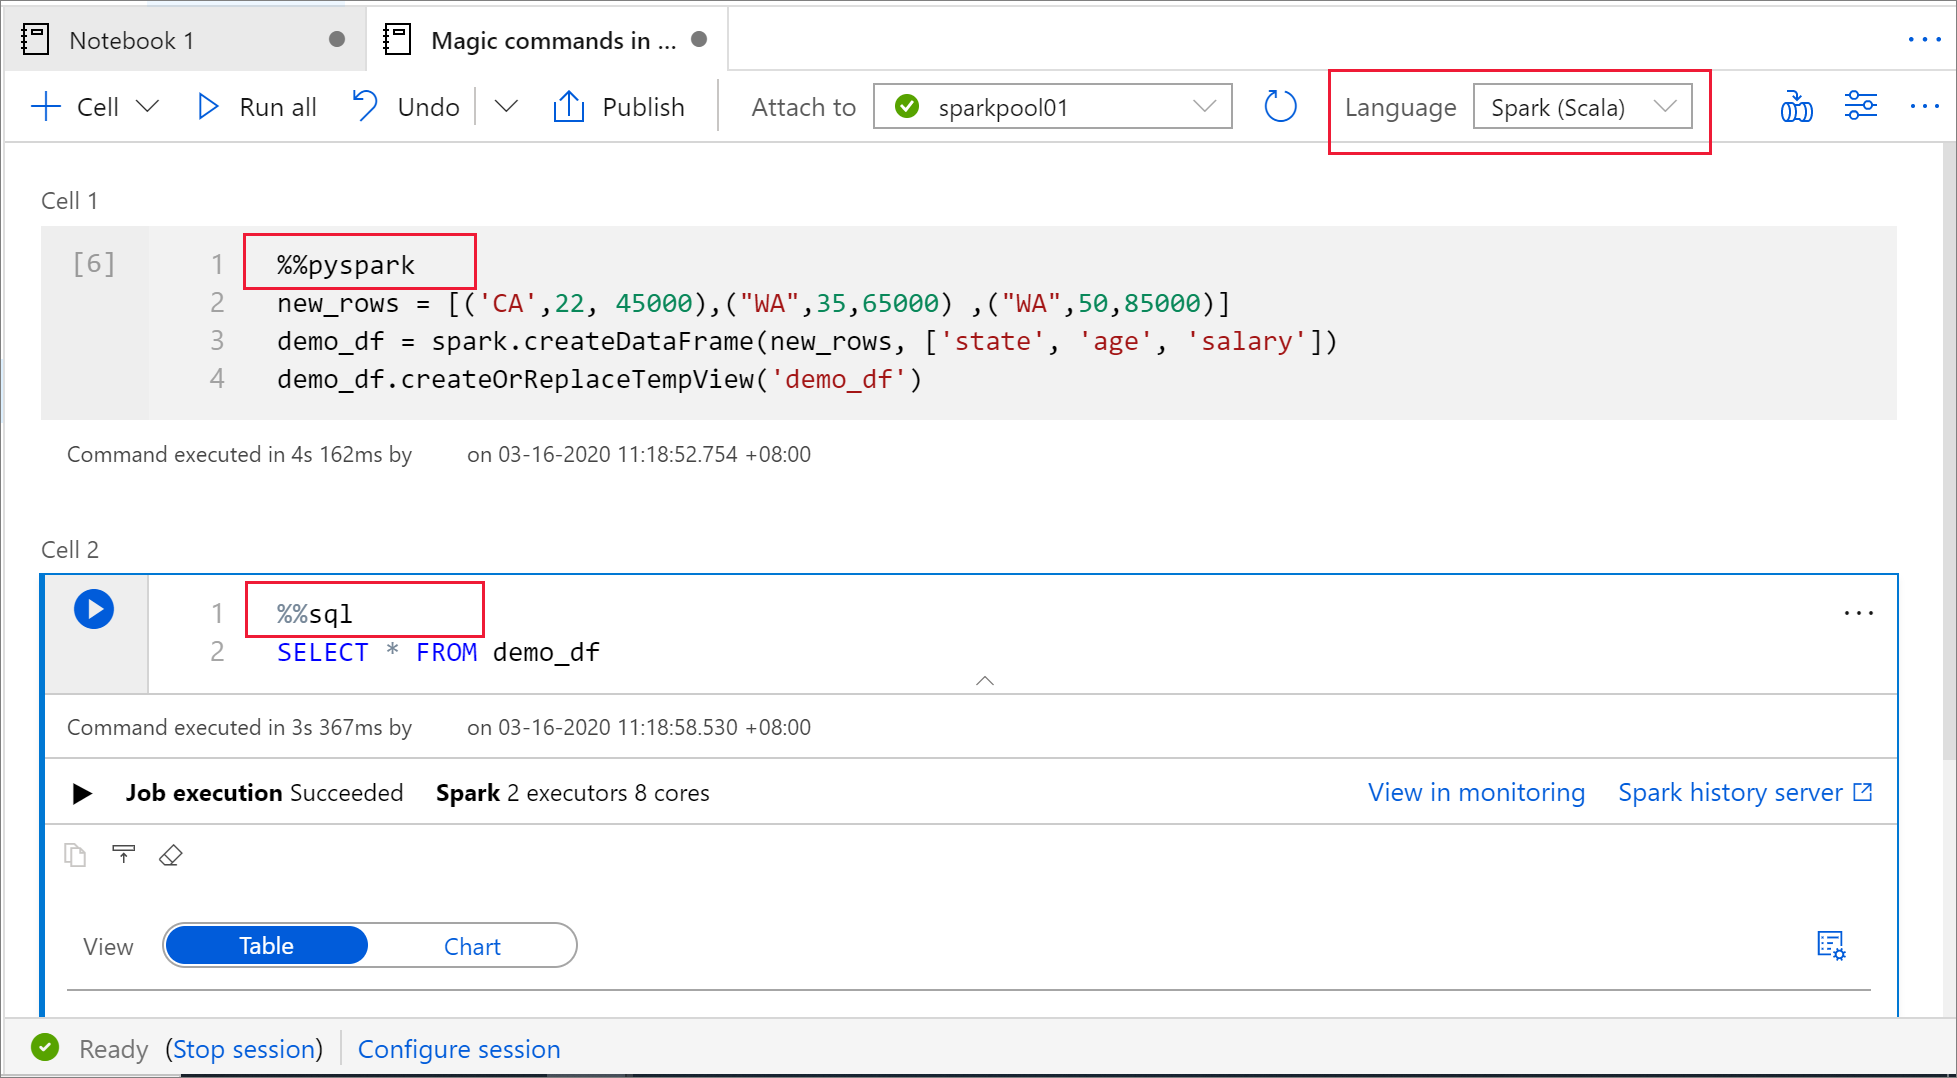 Notebook 1 Magic commands in ...
Cell Run all Undo Publish Attach to sparkpool01 Language Spark (Scala)
Cell 1
[6]
1 %%pyspark
2 new_rows = [('CA',22, 45000),("WA",35,65000) ,("WA",50,85000)]
3 demo_df = spark.createDataFrame(new_rows, ['state', 'age', 'salary'])
4 demo_df.createOrReplaceTempView('demo_df')
Command executed in 4s 162ms by on 03-16-2020 11:18:52.754 +08:00
Cell 2
1 %%sql
2 SELECT * FROM demo_df
Command executed in 3s 367ms by on 03-16-2020 11:18:58.530 +08:00
Job execution Succeeded Spark 2 executors 8 cores View in monitoring Spark history server
View Table Chart
Ready (Stop session) Configure session